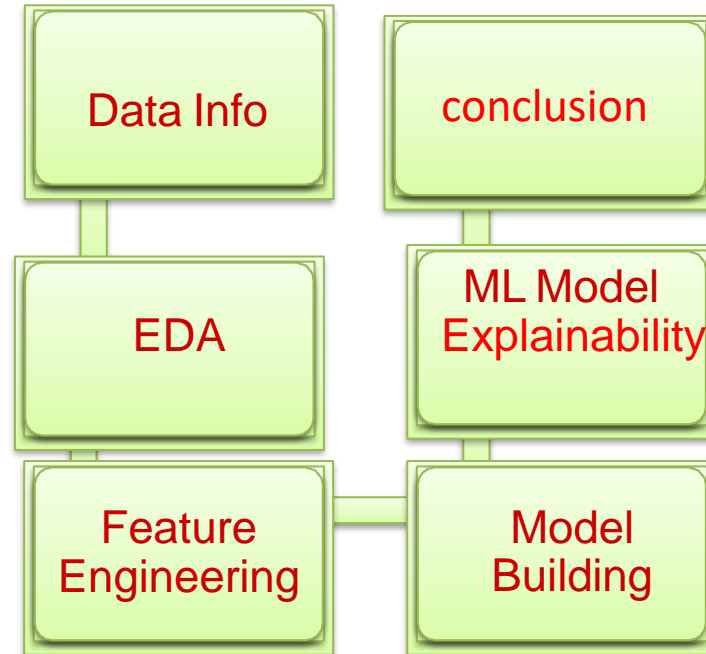 Data Info
EDA
Feature
Engineering
Model
Building
ML Model
Explainability
conclusion